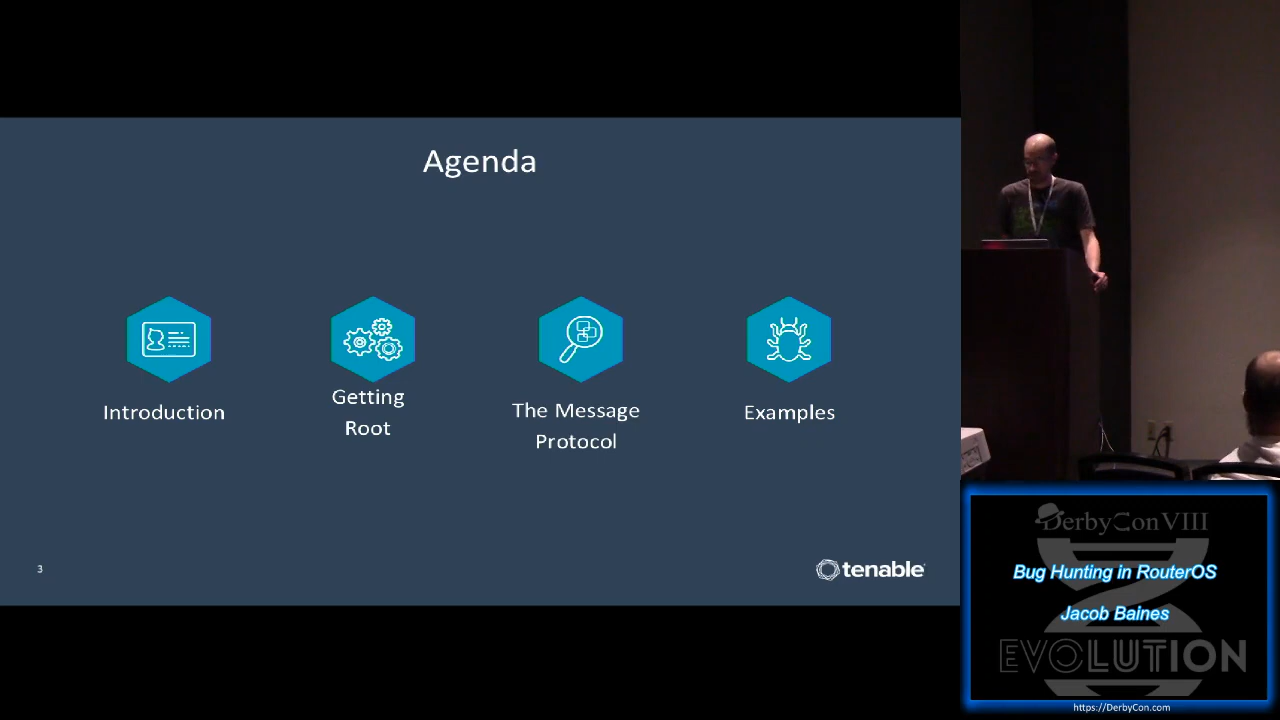 Agenda
Introduction
Getting
Root
The Message
Protocol
Examples
3
tenable
DerbyCon VIII
Bug Hunting in RouterOS
Jacob Baines
EVOLUTION
https://DerbyCon.com